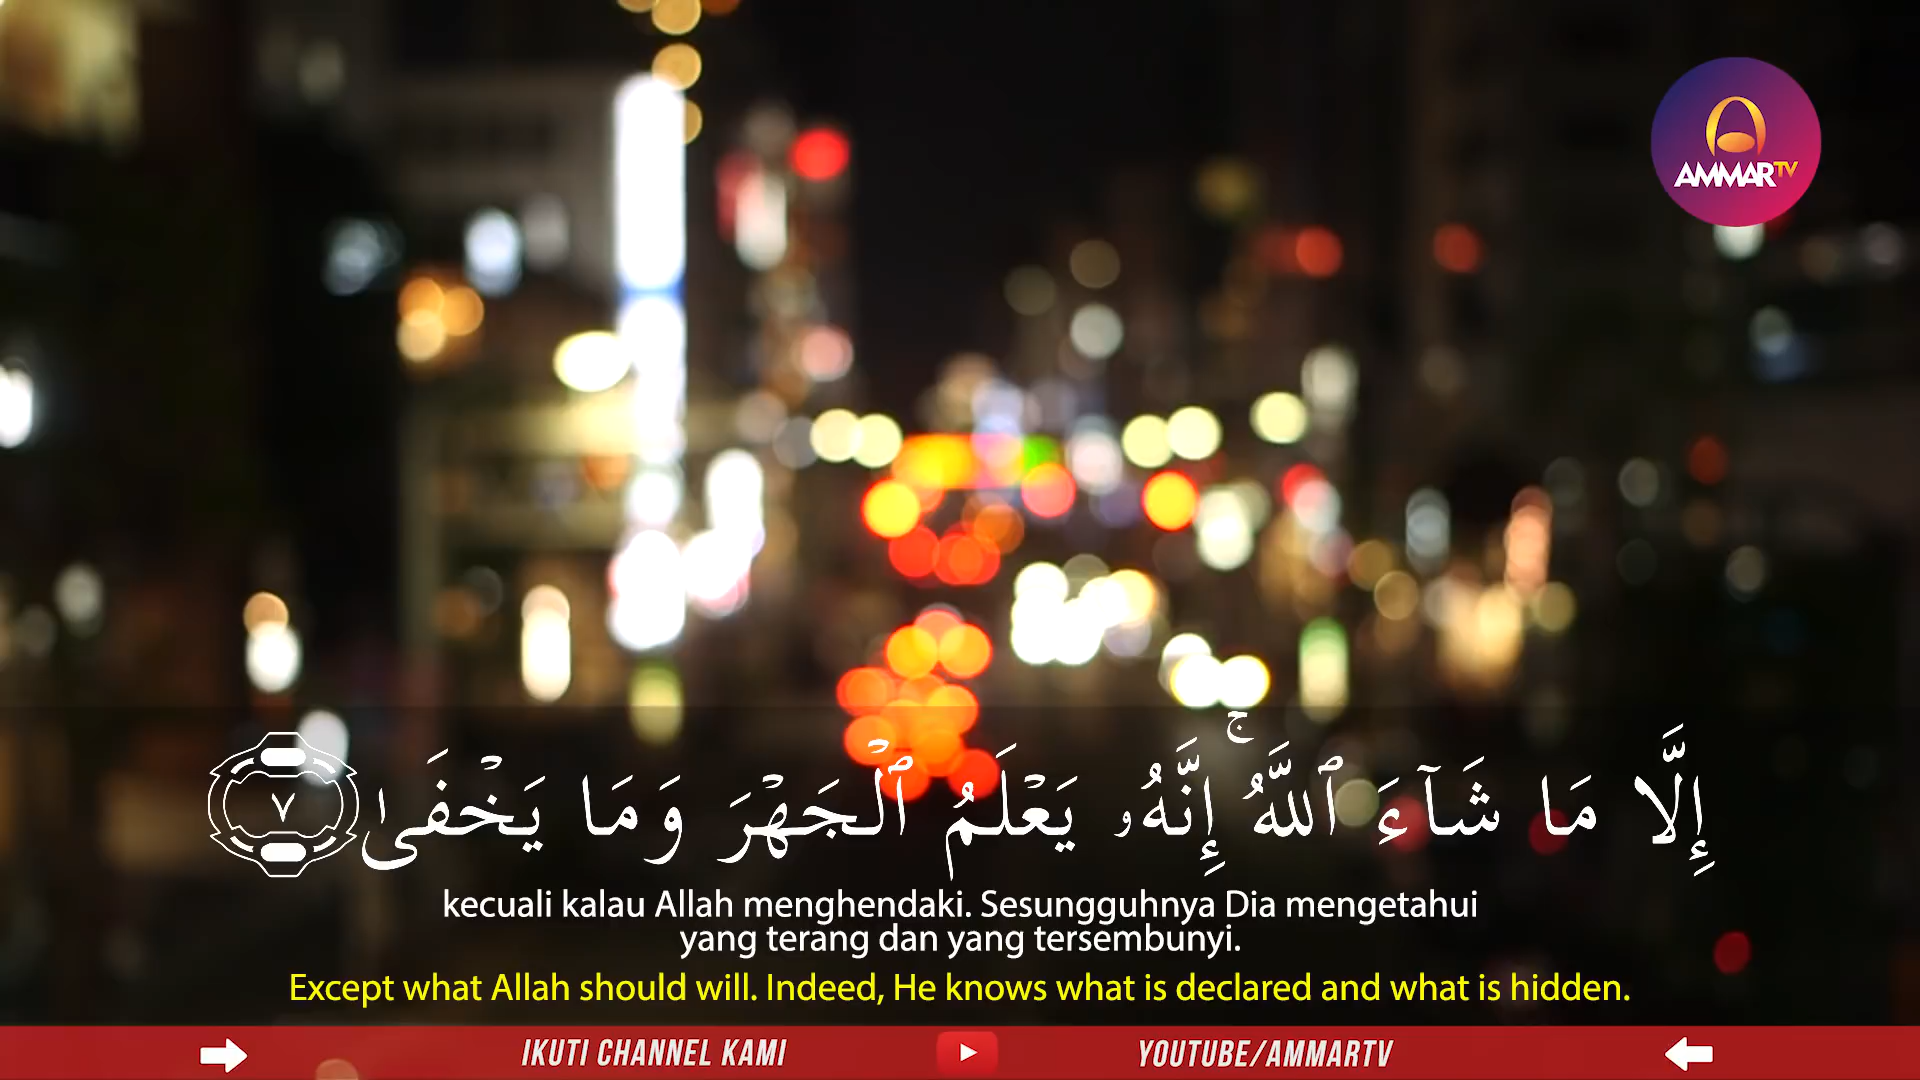 AMMARTV
إِلَّا مَا شَآءَ ٱللَّهُ ۚ إِنَّهُۥ يَعْلَمُ ٱلْجَهْرَ وَمَا يَخْفَىٰ ٧
kecuali kalau Allah menghendaki. Sesungguhnya Dia mengetahui
yang terang dan yang tersembunyi.
Except what Allah should will. Indeed, He knows what is declared and what is hidden.
IKUTI CHANNEL KAMI YOUTUBE/AMMARTV